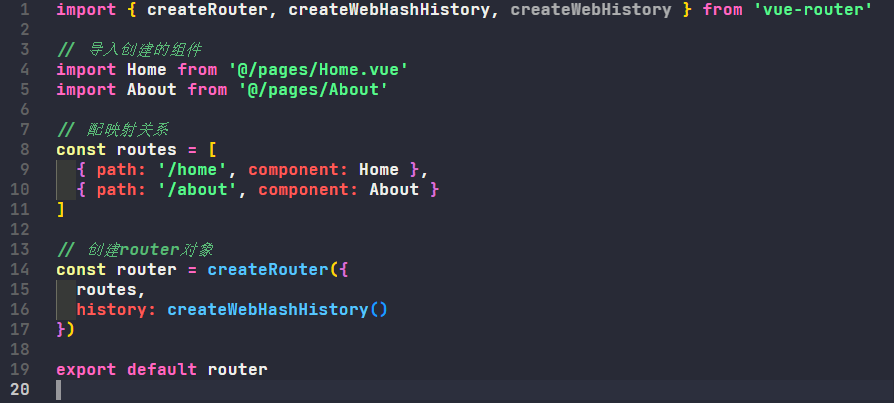 1 import { createRouter, createWebHashHistory, createWebHistory } from 'vue-router'
2
3 // 导入创建的组件
4 import Home from '@/pages/Home.vue'
5 import About from '@/pages/About'
6
7 // 配映射关系
8 const routes = [
9   { path: '/home', component: Home },
10   { path: '/about', component: About }
11 ]
12
13 // 创建router对象
14 const router = createRouter({
15   routes,
16   history: createWebHashHistory()
17 })
18
19 export default router
20